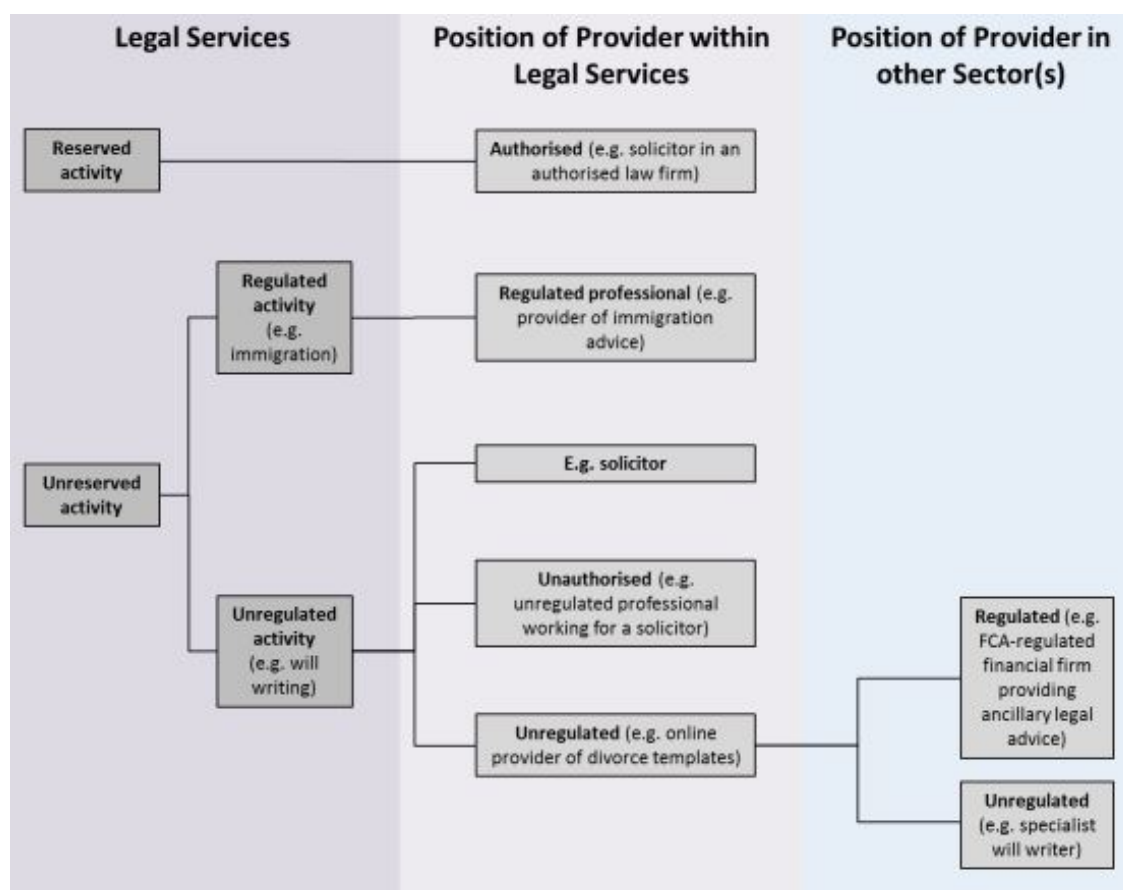 Legal Services
Position of Provider within
Legal Services
Position of Provider in
other Sector(s)
Reserved
activity
Authorised (e.g. solicitor in an
authorised law firm)
Regulated
activity
(e.g.
immigration)
Regulated professional (e.g.
provider of immigration
advice)
Unreserved
activity
E.g. solicitor
Unregulated
activity
(e.g. will
writing)
Unauthorised (e.g.
unregulated professional
working for a solicitor)
Unregulated (e.g. online
provider of divorce templates)
Regulated (e.g.
FCA-regulated
financial firm
providing
ancillary legal
advice)
Unregulated
(e.g. specialist
will writer)